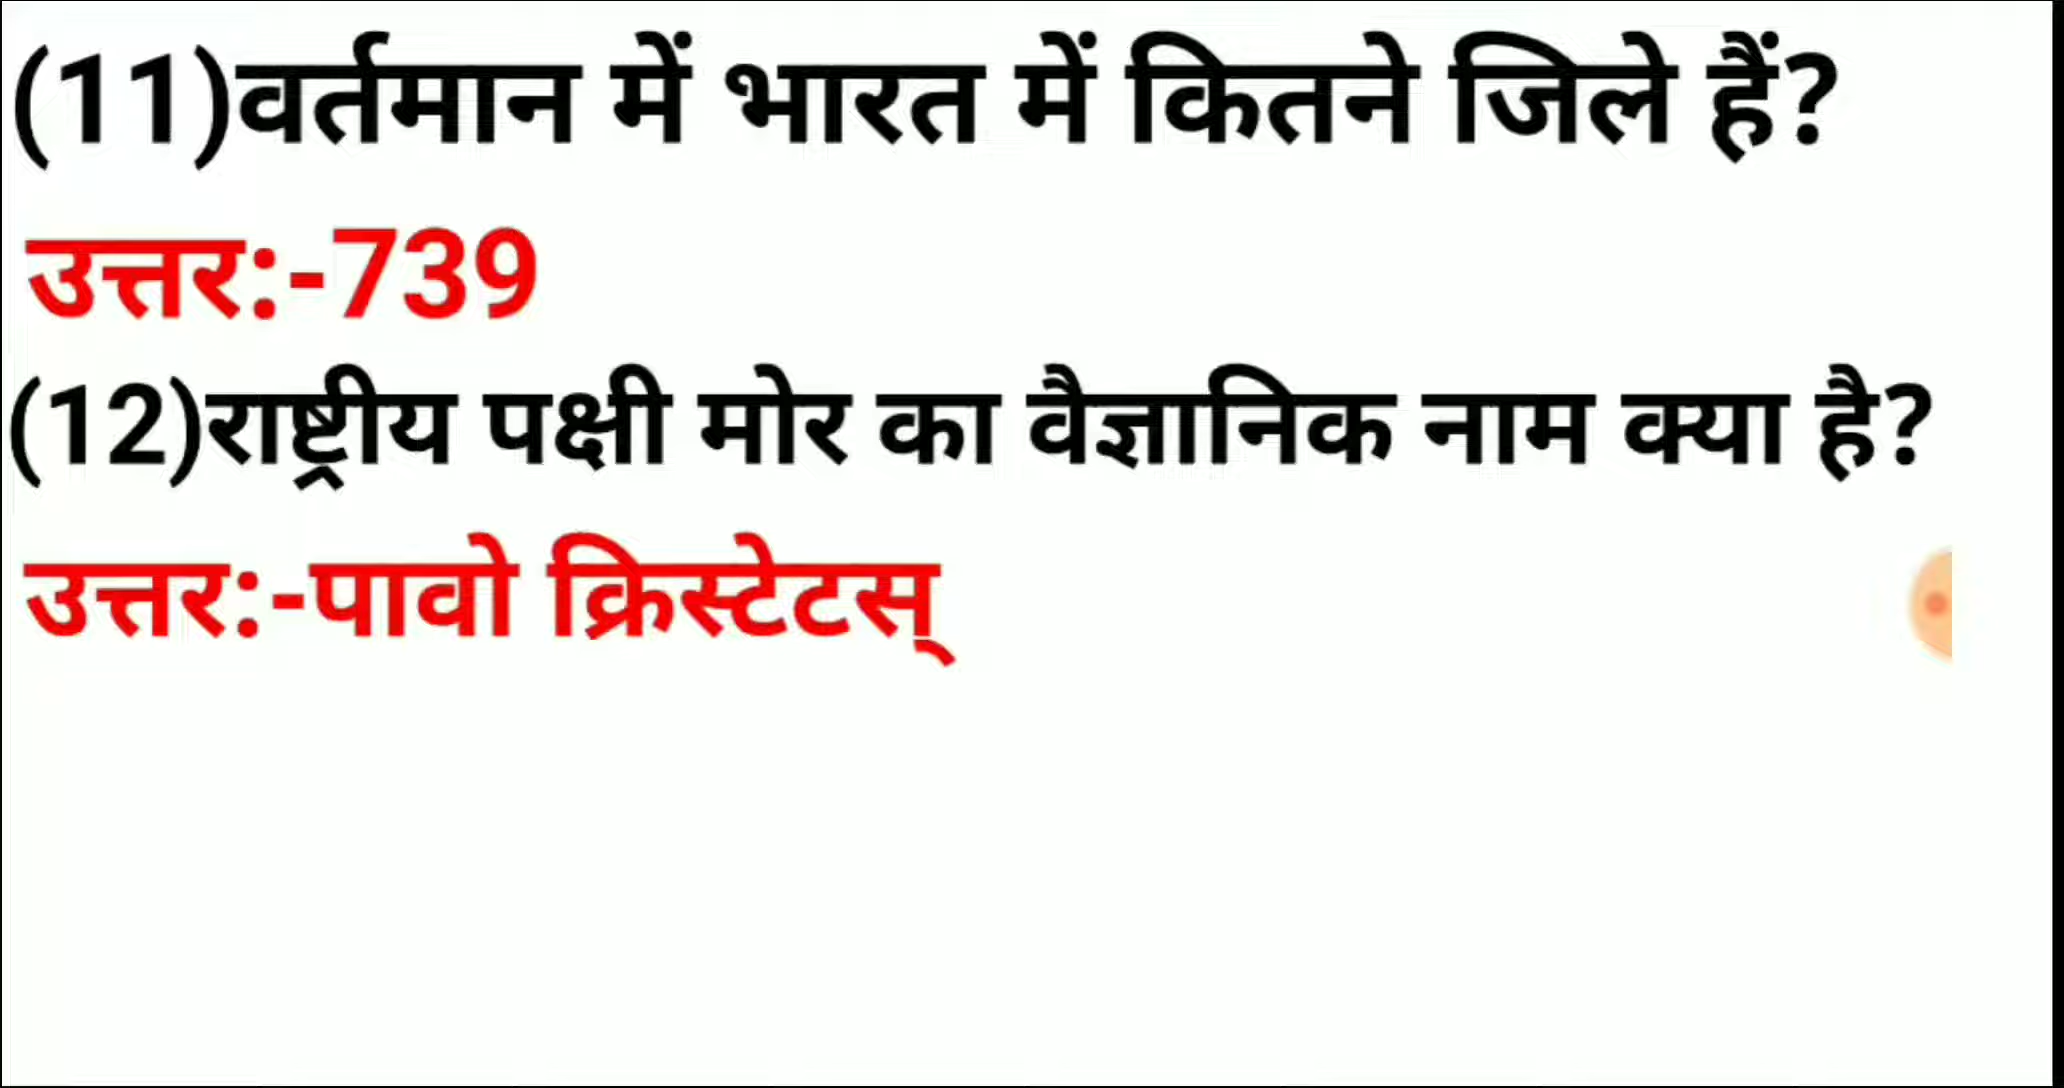 (11)वर्तमान में भारत में कितने जिले हैं?
उत्तर:-739
(12)राष्ट्रीय पक्षी मोर का वैज्ञानिक नाम क्या है?
उत्तर:-पावो क्रिस्टेटस्